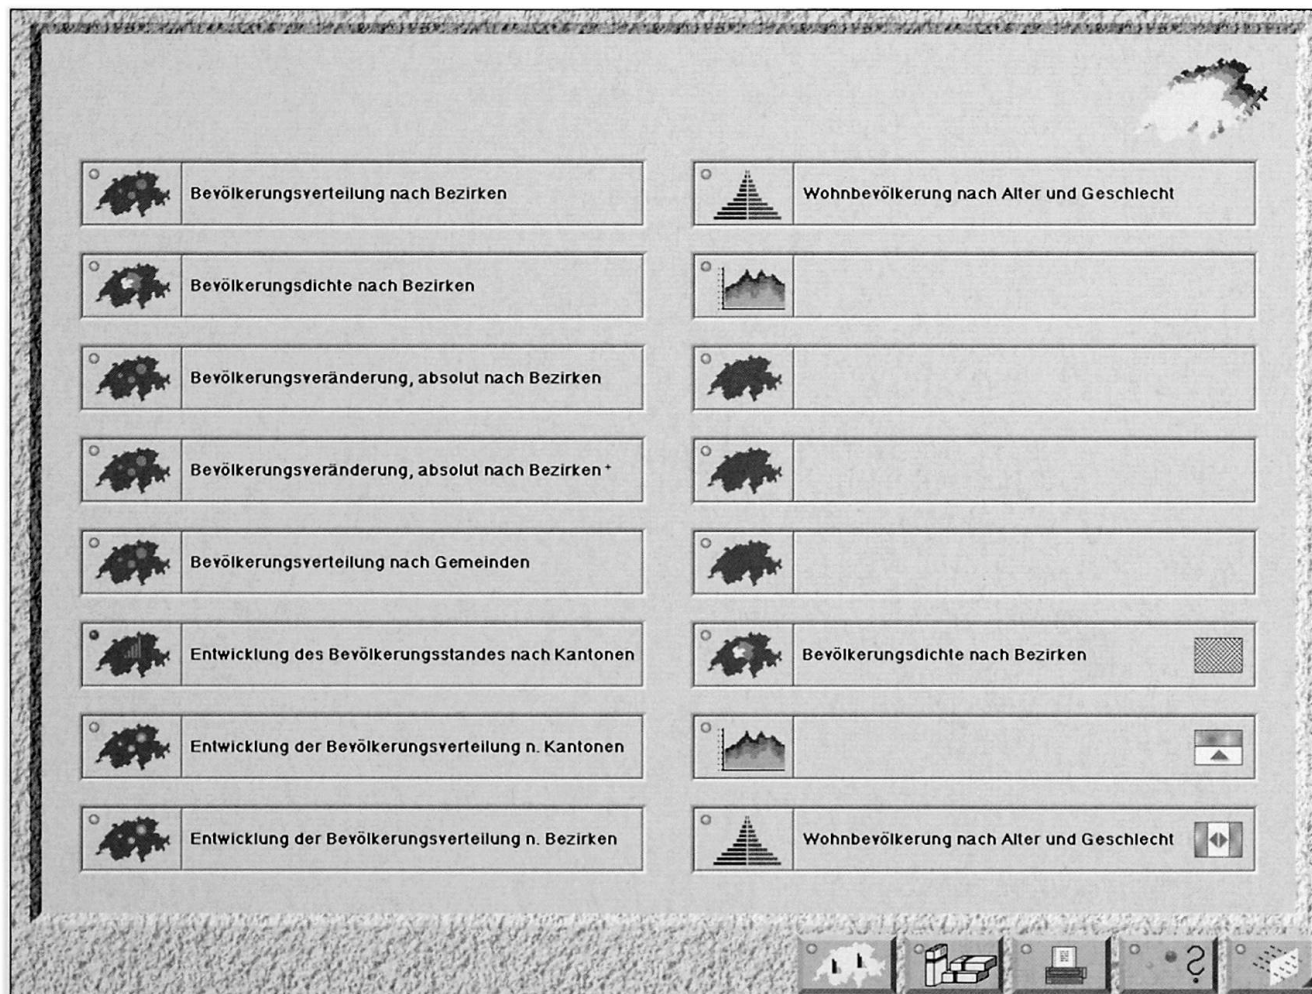 Bevölkerungsverteilung nach Bezirken
Bevölkerungsdichte nach Bezirken
Bevölkerungsveränderung, absolut nach Bezirken
Bevölkerungsveränderung, absolut nach Bezirken +
Bevölkerungsverteilung nach Gemeinden
Entwicklung des Bevölkerungsstandes nach Kantonen
Entwicklung der Bevölkerungsverteilung n. Kantonen
Entwicklung der Bevölkerungsverteilung n. Bezirken
Wohnbevölkerung nach Alter und Geschlecht
Bevölkerungsdichte nach Bezirken
Wohnbevölkerung nach Alter und Geschlecht
?